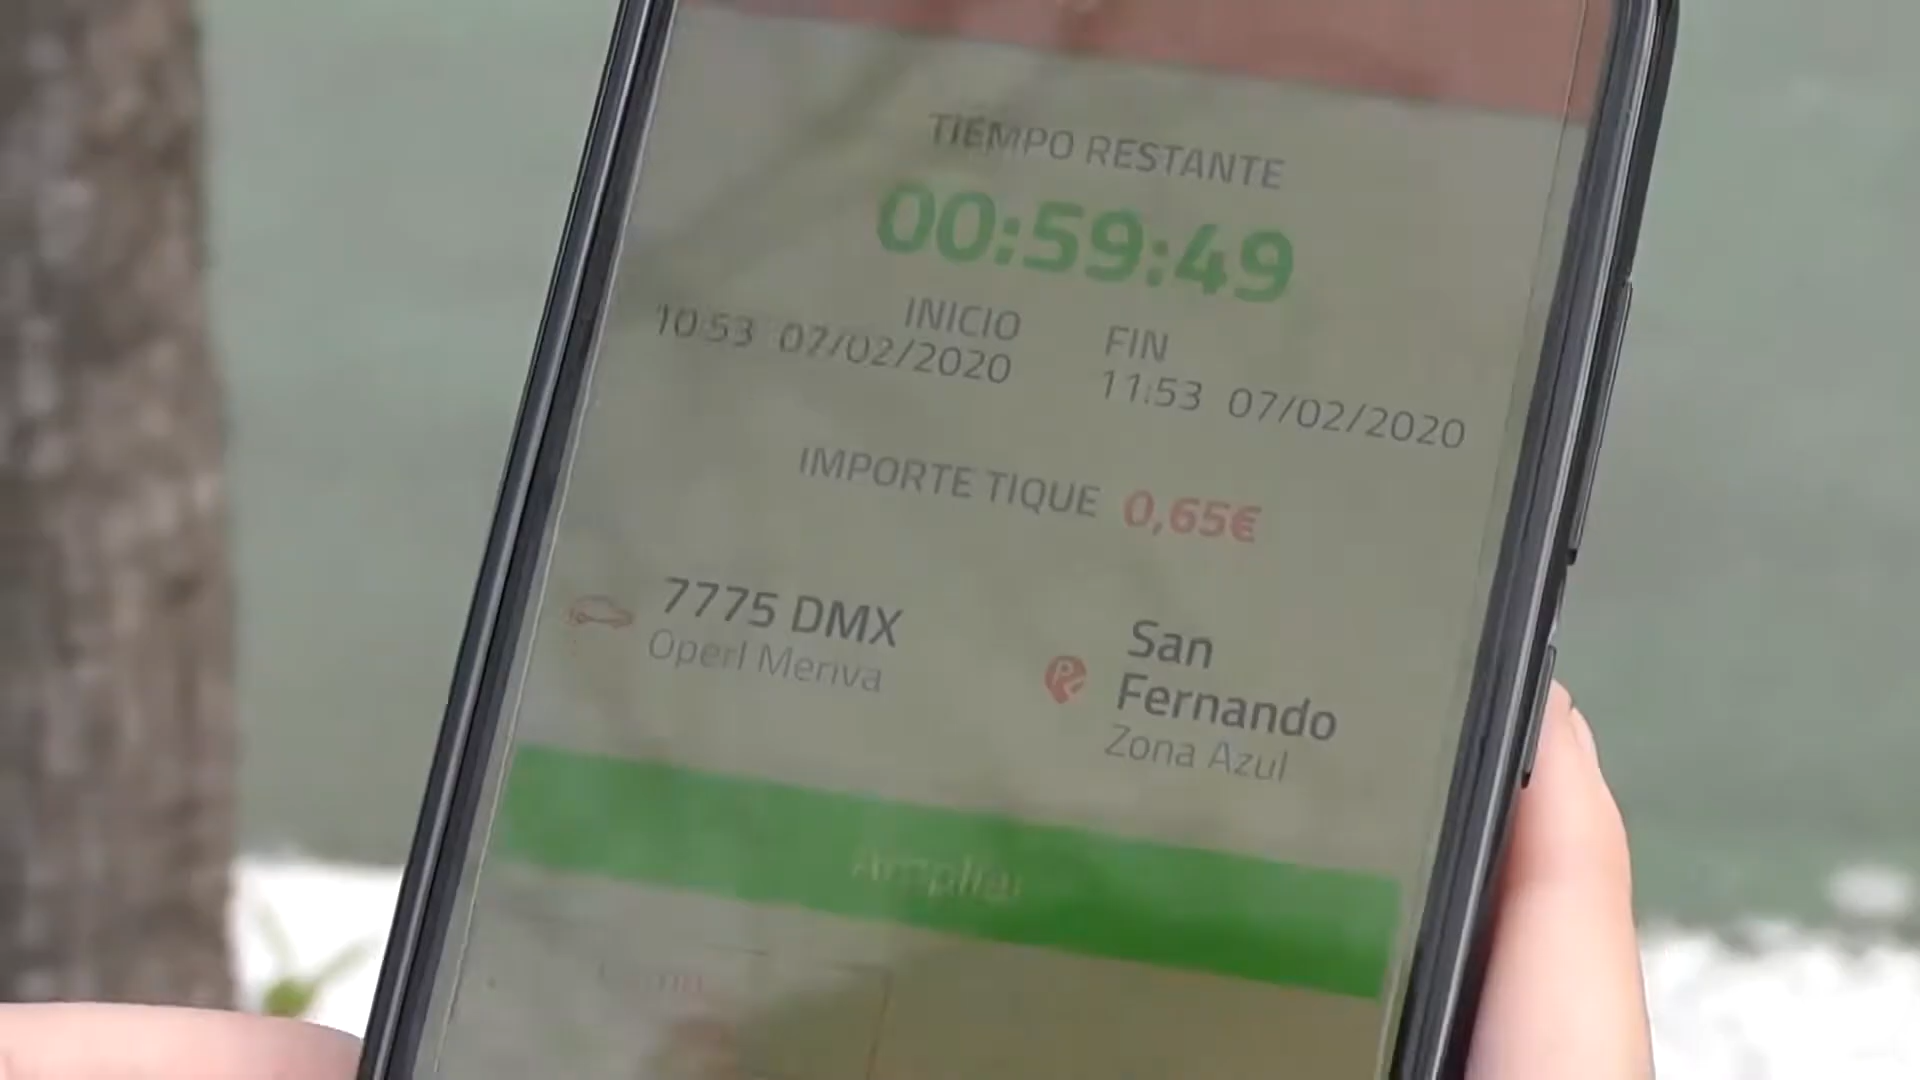 TIEMPO RESTANTE
00:59:49
INICIO
10:53 07/02/2020
FIN
11:53 07/02/2020
IMPORTE TIQUE 0,65€
7775 DMX
Operl Meriva
San
Fernando
Zona Azul
Ampliar